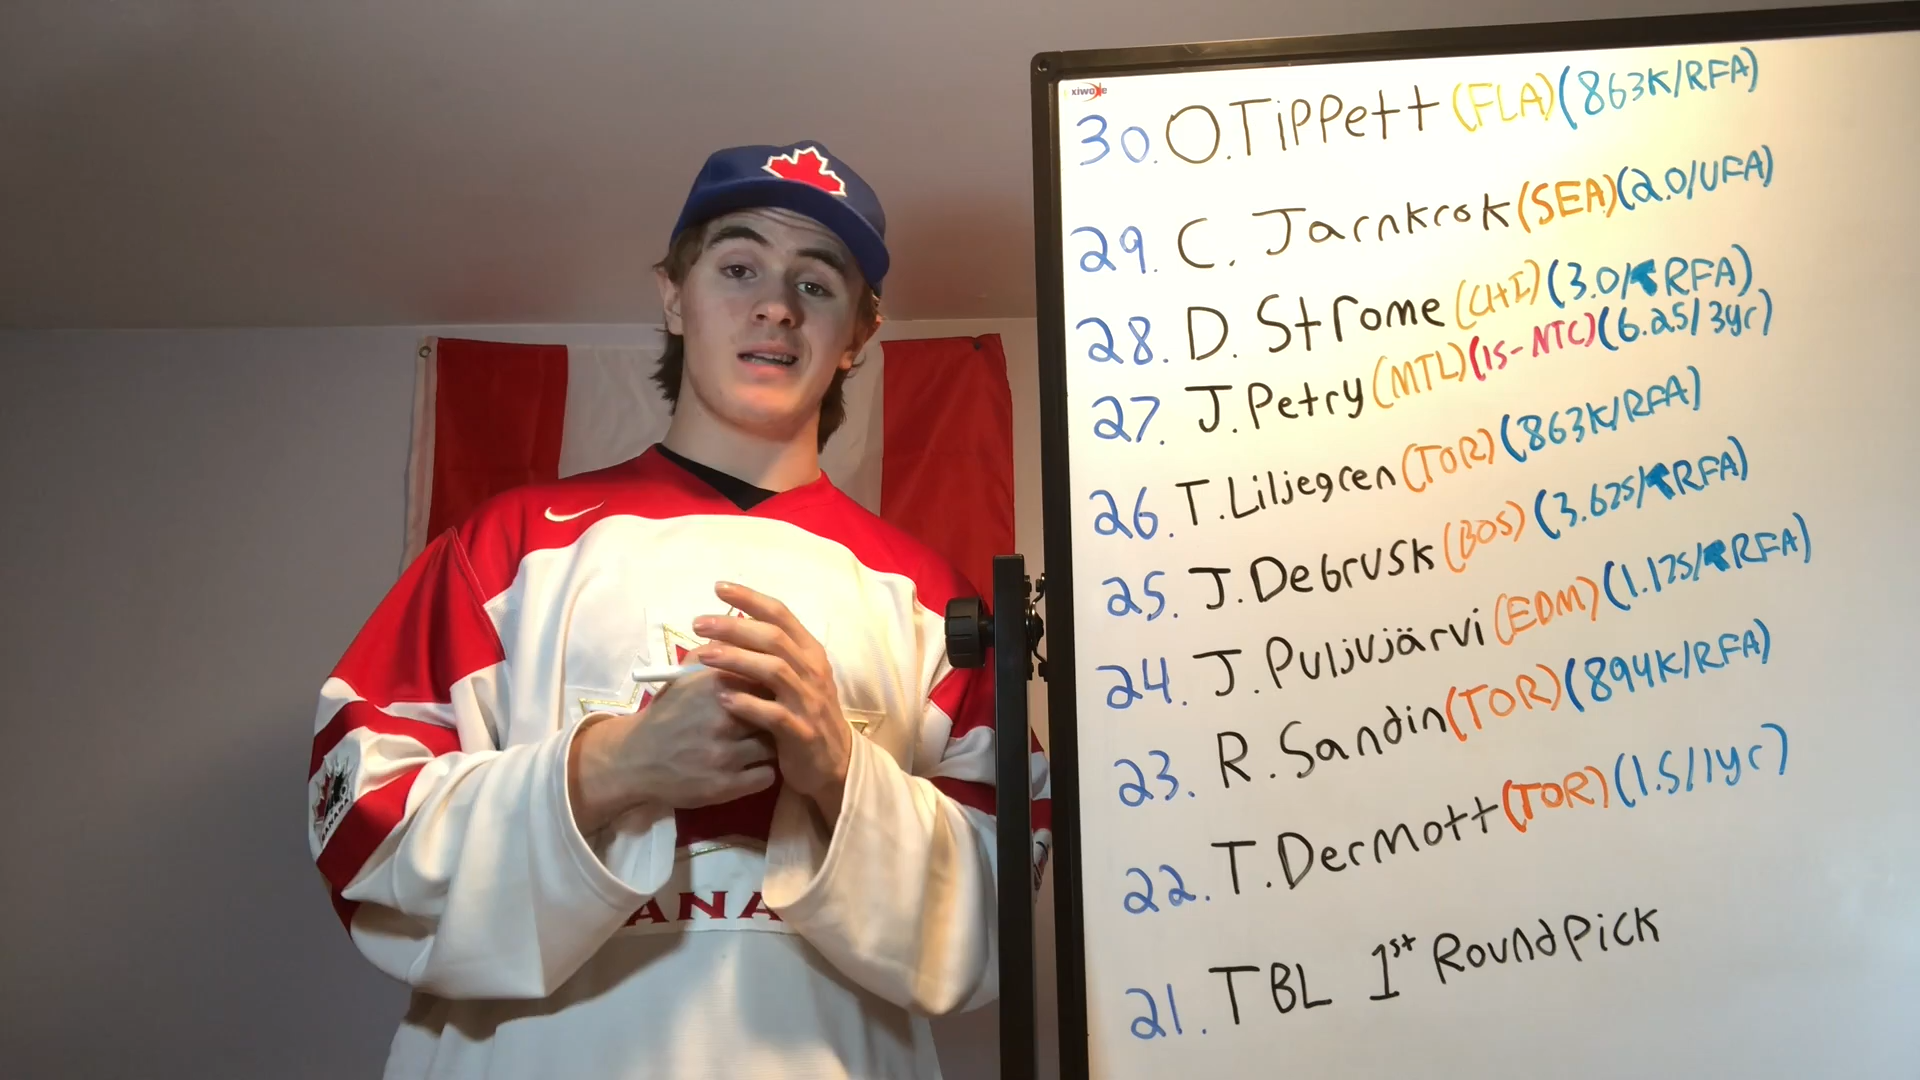 xiwode
30. O.Tippett (FLA) (863K/RFA)
29. C. Jarnkrok (SEA) (2.0/UFA)
28. D. Strome (CHI) (3.0/RFA)
27. J. Petry (MTL) (15-NTC) (6.25/3yr)
26. T. Liljegren (TOR) (863K/RFA)
25. J. Debrusk (BOS) (3.625/RFA)
24. J. Puljujärvi (EDM) (1.175/RFA)
23. R. Sandin (TOR) (894K/RFA)
22. T. Dermott (TOR) (1.5/1yr)
21. TBL 1st Round Pick
ANA
CANADA